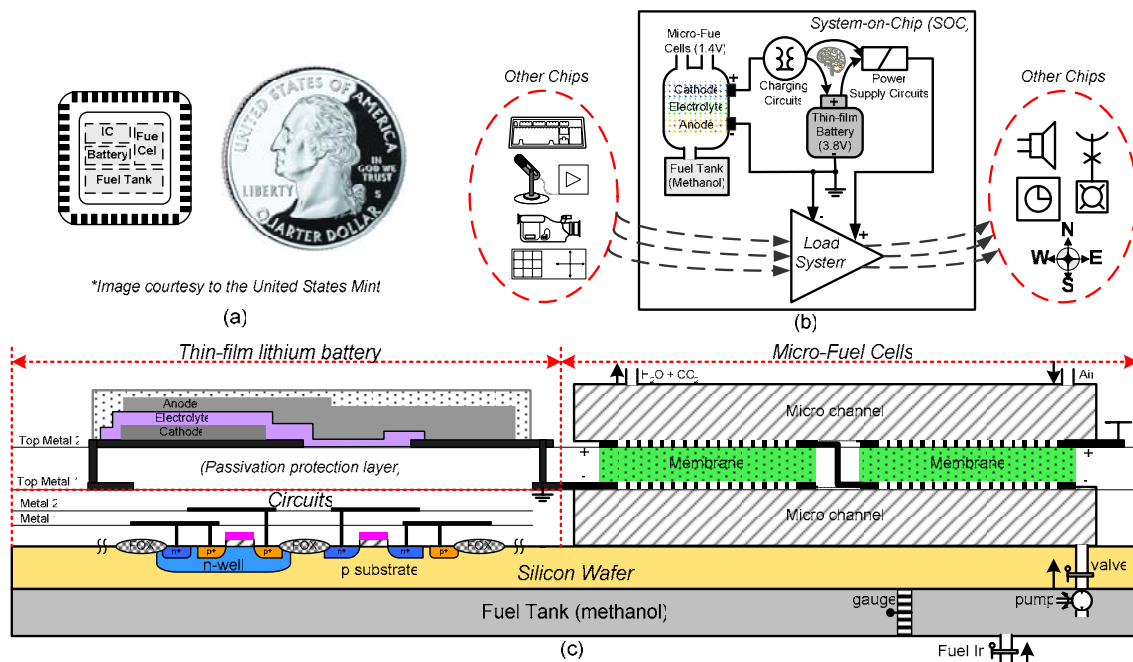 IC
Fue
Cel
Battery
Fuel Tank
UNITED STATES OF AMERICA
LIBERTY
IN
GOD WE
TRUST
S
QUARTER DOLLAR
*Image courtesy to the United States Mint
(a)
System-on-Chip (SOC)
Micro-Fue
Cells (1.4V)
+
Cathode
Electrolyte
Anode
-
Fuel Tank
(Methanol)
Charging
Circuits
Power
Supply Circuits
+
Thin-film
Battery
(3.8V)
-
Other Chips
Other Chips
-
+
Load
System
N
W
E
S
(b)
Thin-film lithium battery
Micro-Fuel Cells
H2O + CO2
Air
Anode
Electrolyte
Cathode
Micro channel
Top Metal 2
(Passivation protection layer)
+
Membrane
Membrane
+
-
-
Top Metal 1
Circuits
Metal 2
Metal
Micro channel
OX
n+
p+
p+
OX
n+
n+
p+
OX
n-well
p substrate
Silicon Wafer
valve
Fuel Tank (methanol)
gauge
pump
Fuel In
(c)